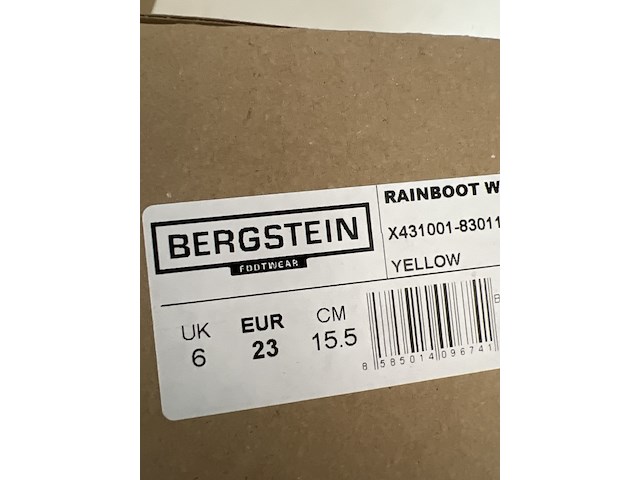 BERGSTEIN
FOOTWEAR
RAINBOOT W
X431001-83011
YELLOW
UK
6
EUR
23
CM
15.5
8 585014 096741